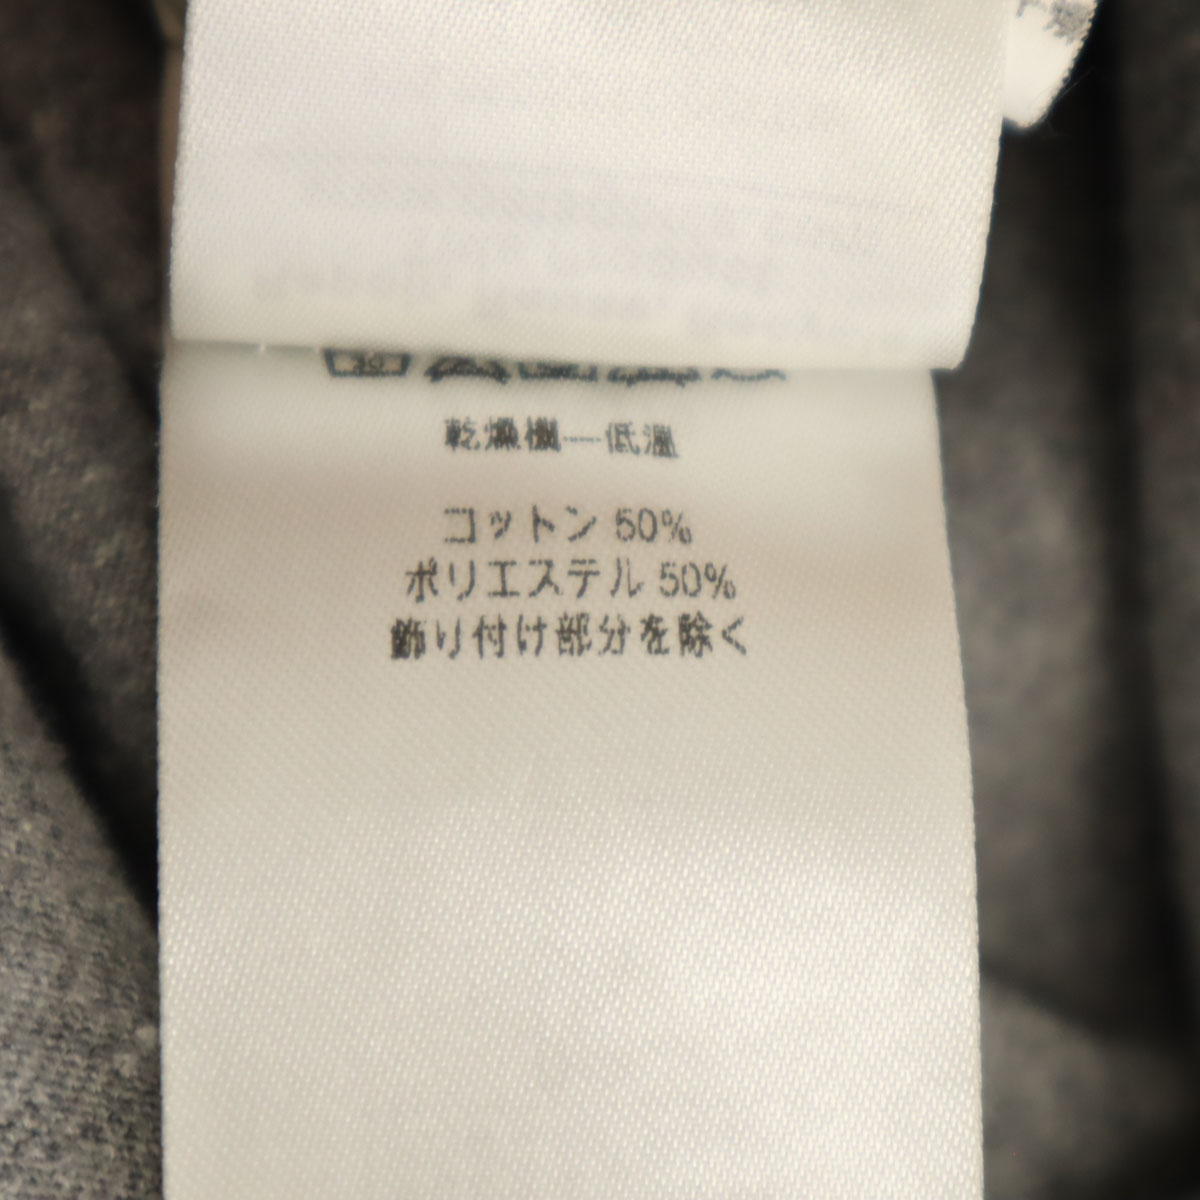 乾燥機—低温
コットン 50%
ポリエステル 50%
飾り付け部分を除く